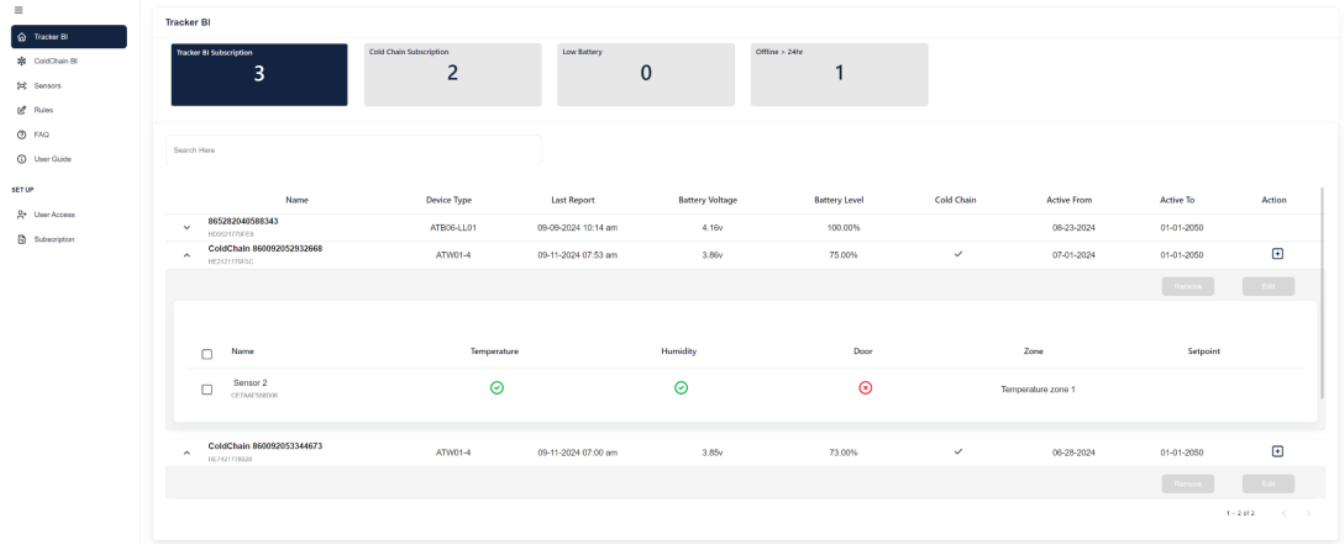 Tracker BI
ColdChain BI
Sensors
Rules
FAQ
User Guide
SETUP
User Access
Subscription
Tracker BI
Tracker BI Subscription
3
Cold Chain Subscription
2
Low Battery
0
Offline > 24hr
1
Search Here
Name Device Type Last Report Battery Voltage Battery Level Cold Chain Active From Active To Action
865282040588343 ATB06-LL01 09-09-2024 10:14 am 4.16v 100.00% 08-23-2024 01-01-2050
ColdChain 860092052932668 ATW01-4 09-11-2024 07:53 am 3.86v 75.00% 07-01-2024 01-01-2050
Remove Edit
Name Temperature Humidity Door Zone Setpoint
Sensor 2 Temperature zone 1
ColdChain 860092053344673 ATW01-4 09-11-2024 07:00 am 3.85v 73.00% 06-28-2024 01-01-2050
Remove Edit
1 – 2 of 2